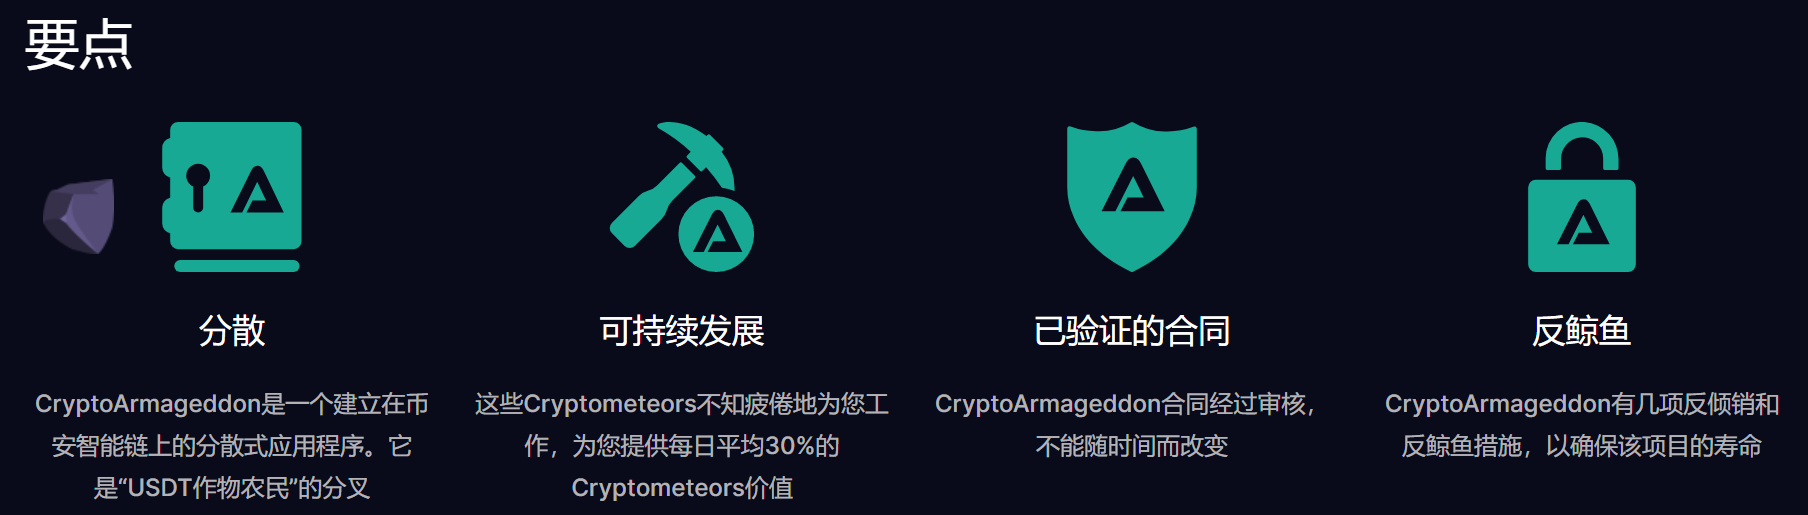 要点
分散
CryptoArmageddon是一个建立在币
安智能链上的分散式应用程序。它
是“USDT作物农民”的分叉
可持续发展
这些Cryptometeors不知疲倦地为您工
作，为您提供每日平均30%的
Cryptometeors价值
已验证的合同
CryptoArmageddon合同经过审核，
不能随时间而改变
反鲸鱼
CryptoArmageddon有几项反倾销和
反鲸鱼措施，以确保该项目的寿命